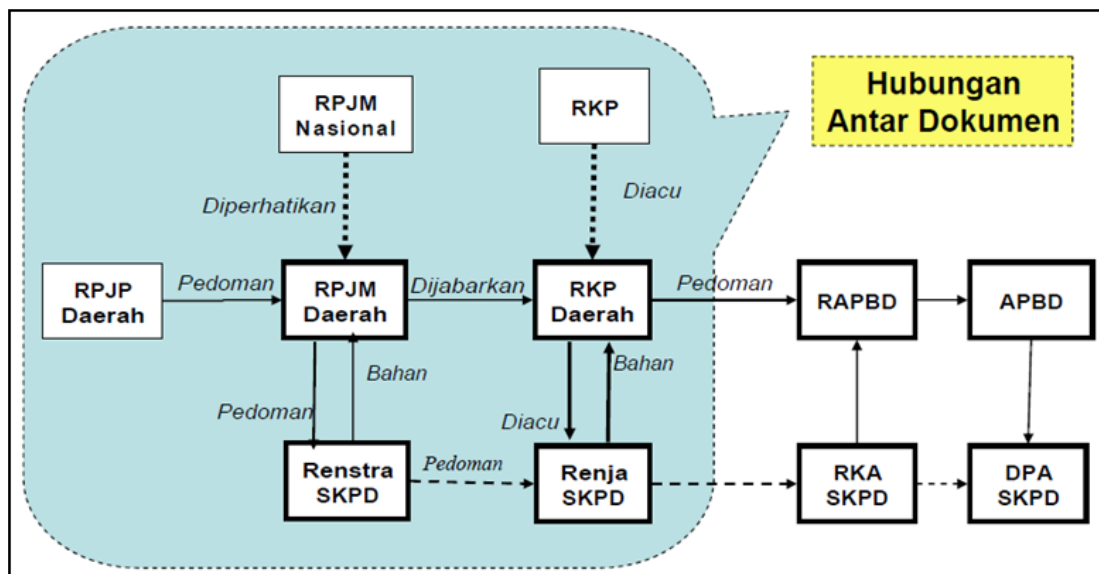 Hubungan
Antar Dokumen
RPJM
Nasional
RKP
Diperhatikan
Diacu
RPJP
Daerah
Pedoman
RPJM
Daerah
Dijabarkan
RKP
Daerah
Pedoman
RAPBD
APBD
Pedoman
Bahan
Diacu
Bahan
Renstra
SKPD
Pedoman
Renja
SKPD
RKA
SKPD
DPA
SKPD